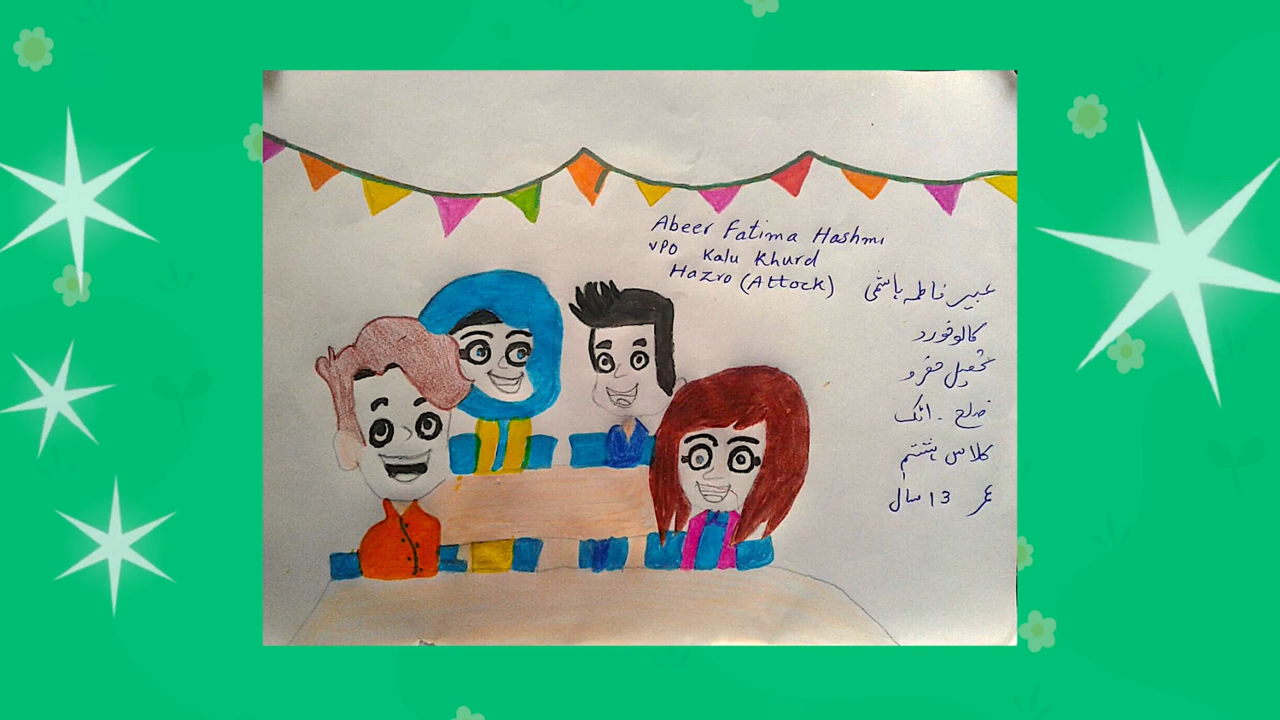 Abeer Fatima Hashmi
VPO Kalu Khurd
Hazro (Attock)
عبیر فاطمہ ہاشمی
کالوخورد
تحصیل حضرو
ضلح - اٹک
کلاس ہشتم
عمر 13 سال